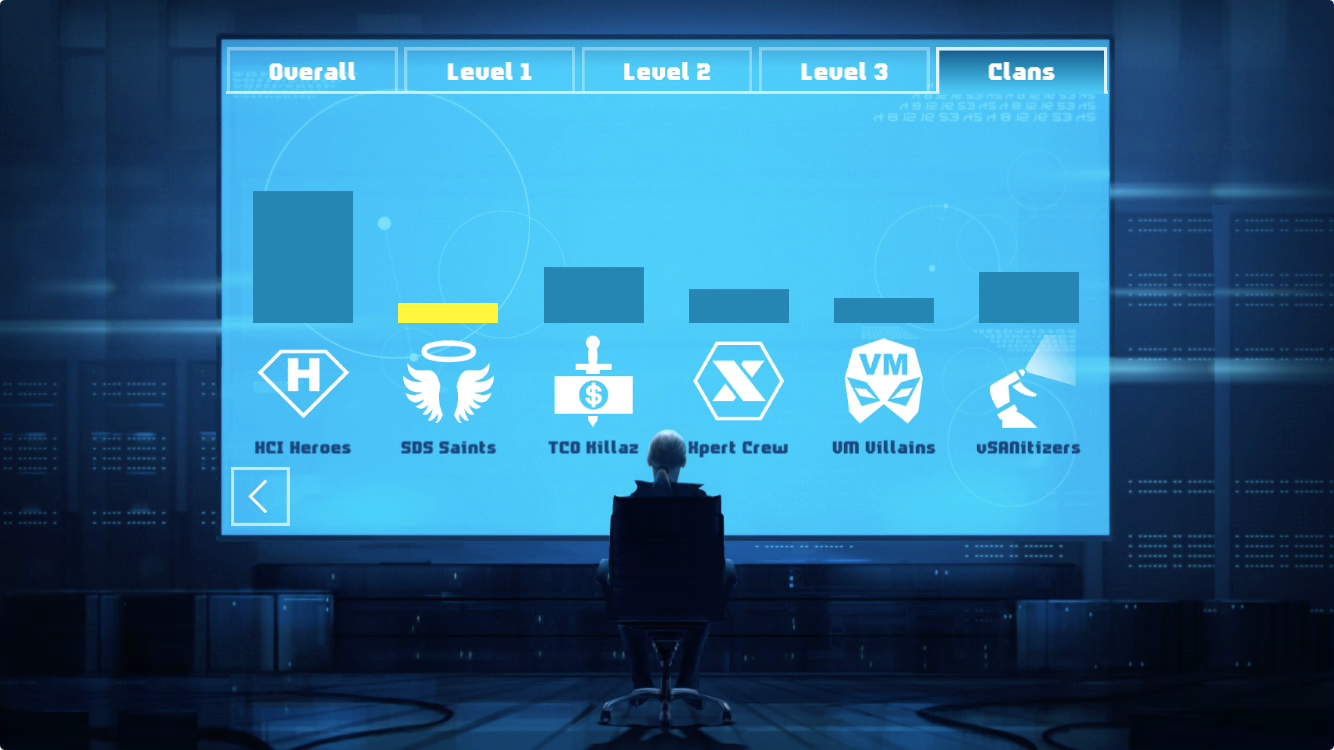 Overall
Level 1
Level 2
Level 3
Clans
H
$
X
VM
HCI Heroes
SDS Saints
TCO Killaz
Xpert Crew
VM Villains
vSANitizers